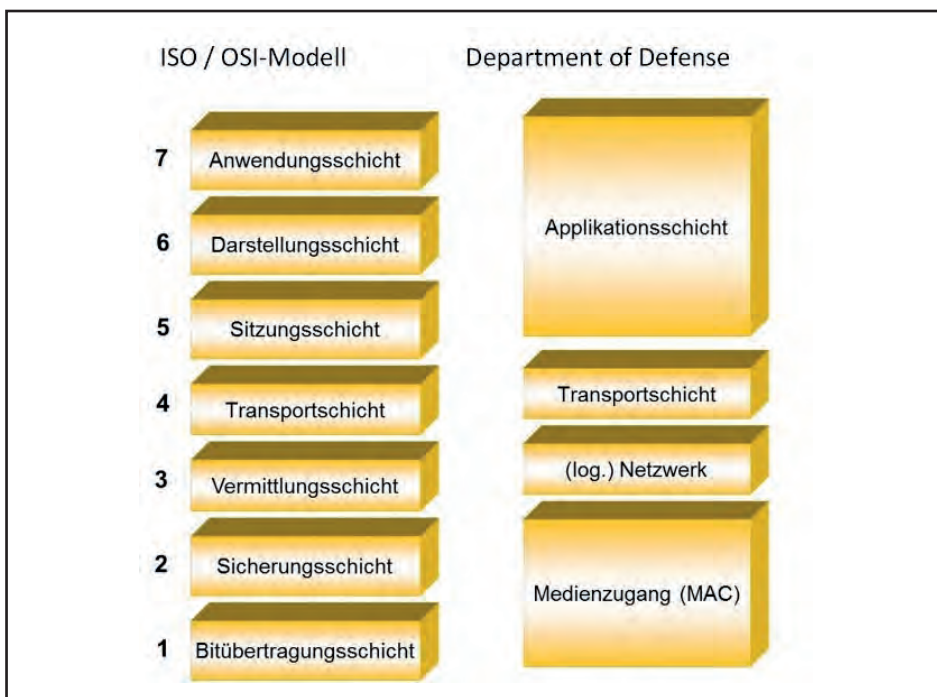 ISO / OSI-Modell
Department of Defense
7
Anwendungsschicht
6
Darstellungsschicht
5
Sitzungsschicht
4
Transportschicht
3
Vermittlungsschicht
2
Sicherungsschicht
1
Bitübertragungsschicht
Applikationsschicht
Transportschicht
(log.) Netzwerk
Medienzugang (MAC)